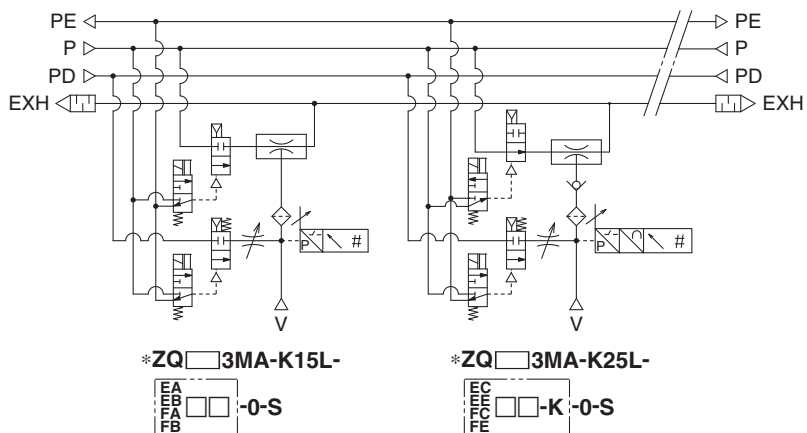 PE PE
P P
PD PD
EXH EXH
P # P #
V V
*ZQ□3MA-K15L- *ZQ□3MA-K25L-
EA EC
EB □□-0-S EE □□-K-0-S
FA FC
FB FE